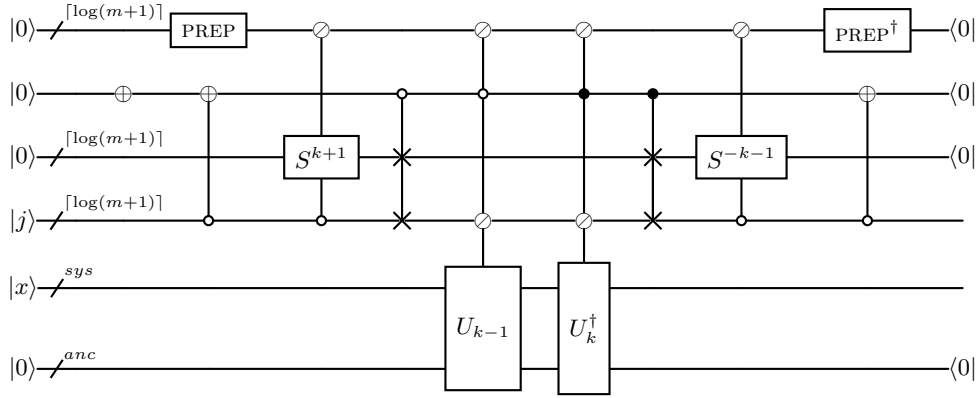 |0⟩ ⌈log(m+1)⌉ PREP PREP† ⟨0|
|0⟩ ⟨0|
|0⟩ ⌈log(m+1)⌉ S^{k+1} S^{−k−1} ⟨0|
|j⟩ ⌈log(m+1)⌉
|x⟩ sys
U_{k−1} U_k^†
|0⟩ anc ⟨0|